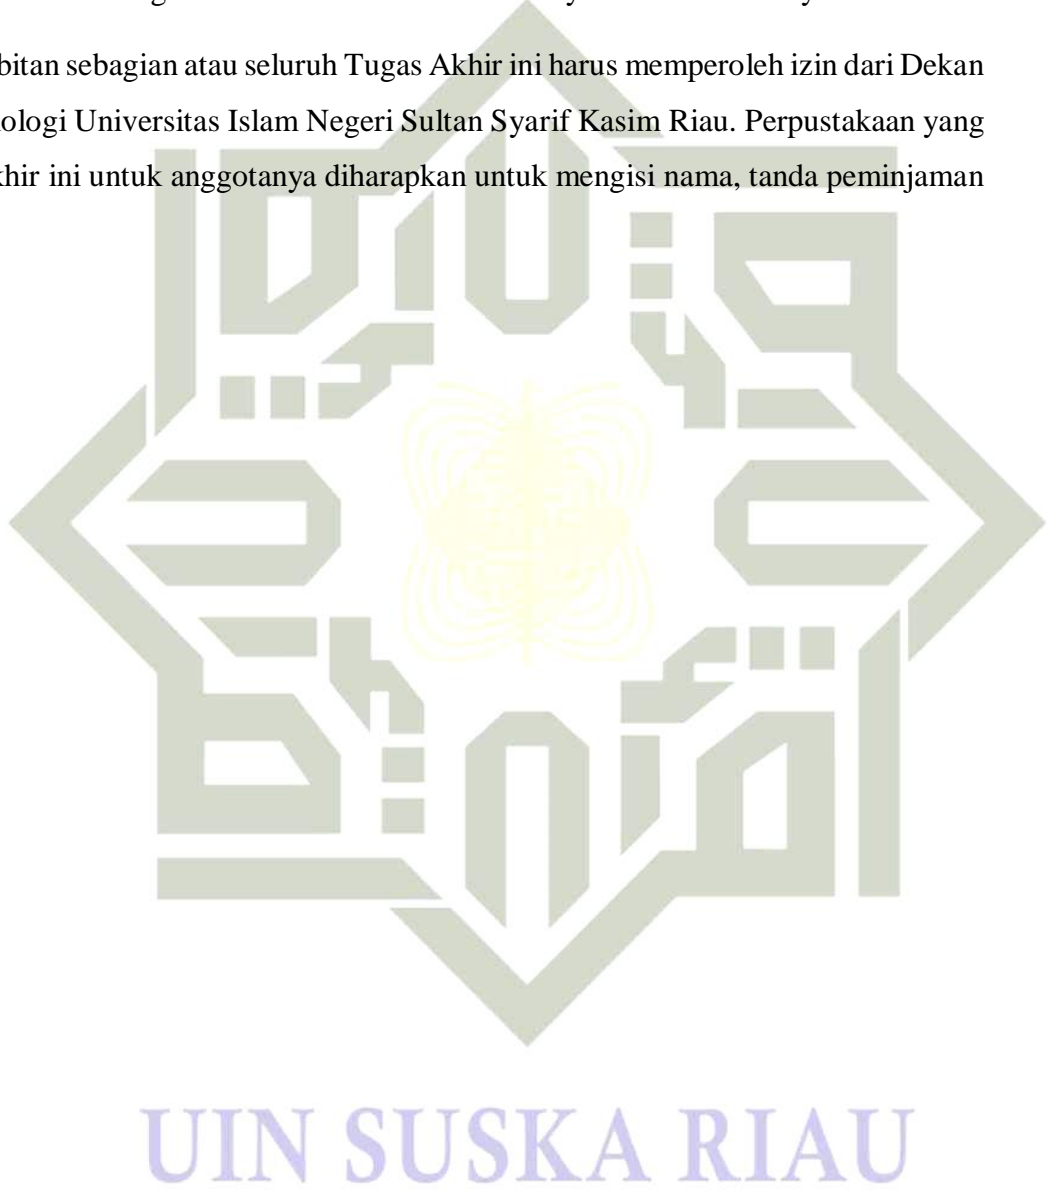 bitan sebagian atau seluruh Tugas Akhir ini harus memperoleh izin dari Dekan
ologi Universitas Islam Negeri Sultan Syarif Kasim Riau. Perpustakaan yang
khir ini untuk anggotanya diharapkan untuk mengisi nama, tanda peminjaman
UIN SUSKA RIAU